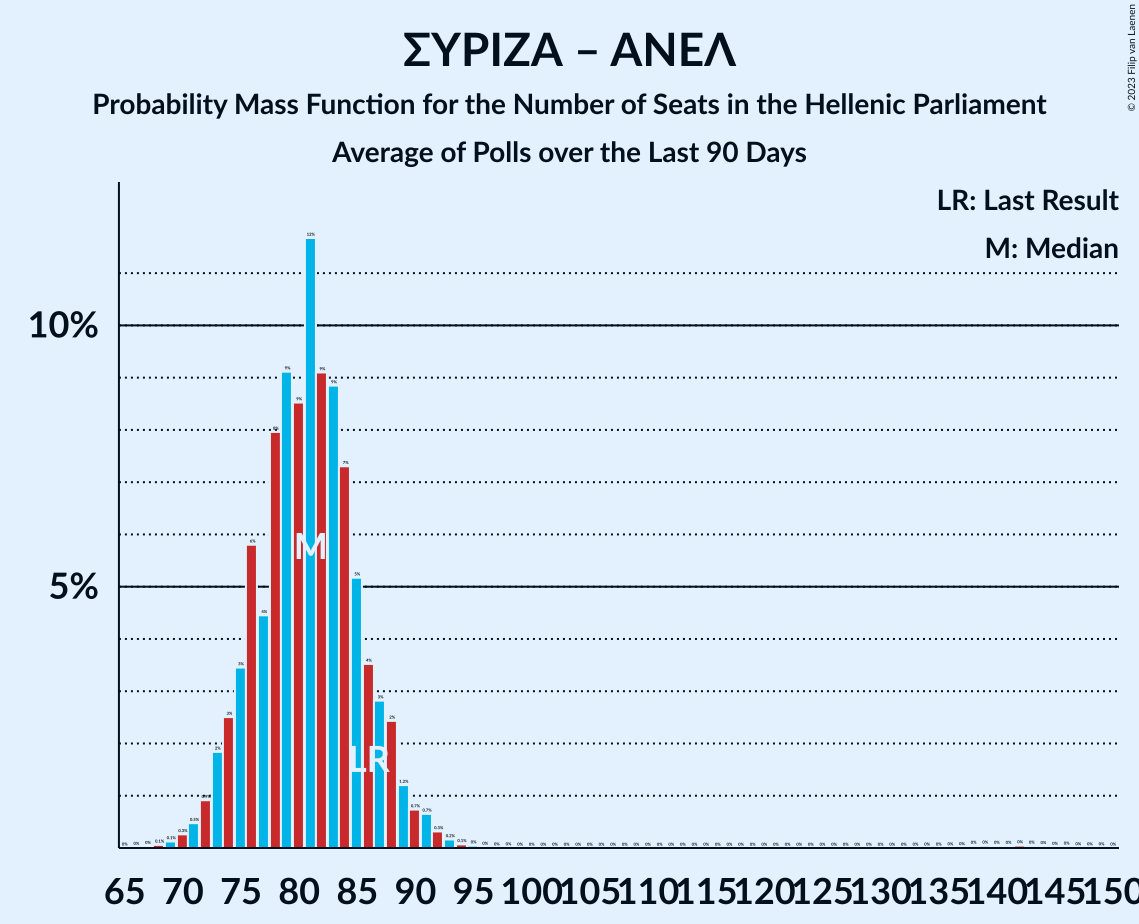 ΣΥΡΙΖΑ – ΑΝΕΛ
Probability Mass Function for the Number of Seats in the Hellenic Parliament
Average of Polls over the Last 90 Days
© 2023 Filip van Laenen
LR: Last Result
M: Median
10%
5%
M
LR
65 70 75 80 85 90 95 100 105 110 115 120 125 130 135 140 145 150